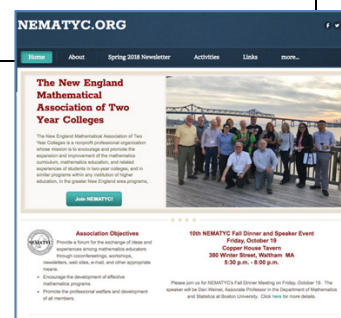 NEMATYC.ORG
Home About Spring 2018 Newsletter Activities Links more...
The New England
Mathematical
Association of Two
Year Colleges
The New England Mathematical Association of Two
Year Colleges is a nonprofit professional organization
whose mission is to encourage and promote the
expansion and improvement of the mathematics
curriculum, mathematics education, and related
experiences of students in two-year colleges, and in
similar programs within any institution of higher
education, in the greater New England area programs,
Join NEMATYC!
Association Objectives
NEMATYC
Provide a forum for the exchange of ideas and
experiences among mathematics educators
through cconferfeetings, workshops,
newsletters, web sites, e-mail, and other appropriate
means.
• Encourage the development of effective
mathematics programs.
• Promote the professional welfare and development
of all members.
10th NEMATYC Fall Dinner and Speaker Event
Friday, October 19
Copper House Tavern
380 Winter Street, Waltham MA
5:30 p.m. - 8:00 p.m.
Please join us for NEMATYC's Fall Dinner Meeting on Friday, October 19. The
speaker will be Dan Weiner, Associate Professor in the Department of Mathematics
and Statistics at Boston University. Click here for more details.